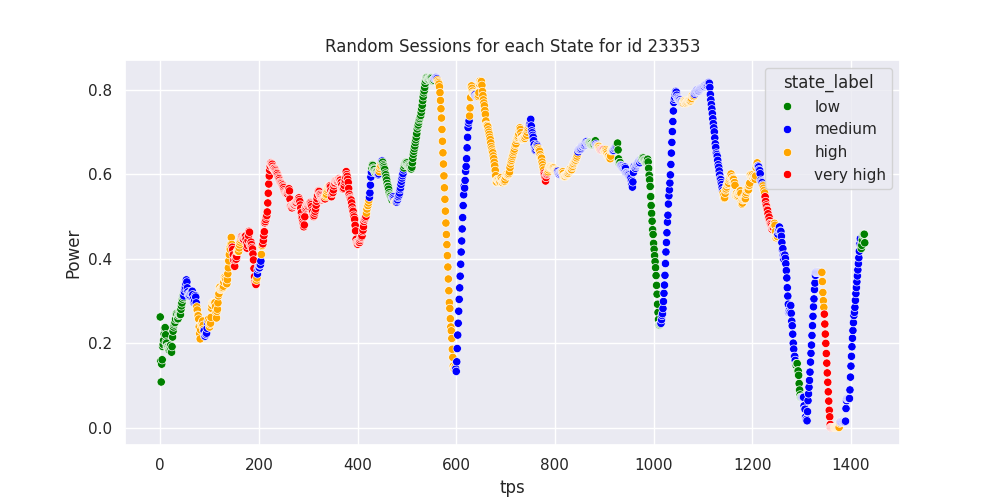 Random Sessions for each State for id 23353
Power
0.8
0.6
0.4
0.2
0.0
state_label
low
medium
high
very high
0 200 400 600 800 1000 1200 1400
tps